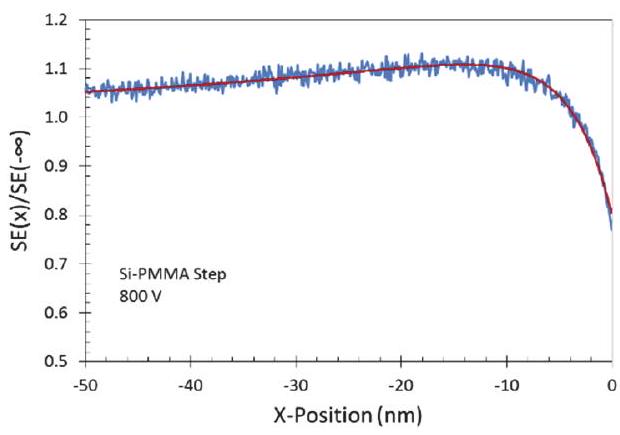 1.2
1.1
1.0
0.9
0.8
0.7
0.6
0.5
SE(x)/SE(-∞)
Si-PMMA Step
800 V
-50 -40 -30 -20 -10 0
X-Position (nm)